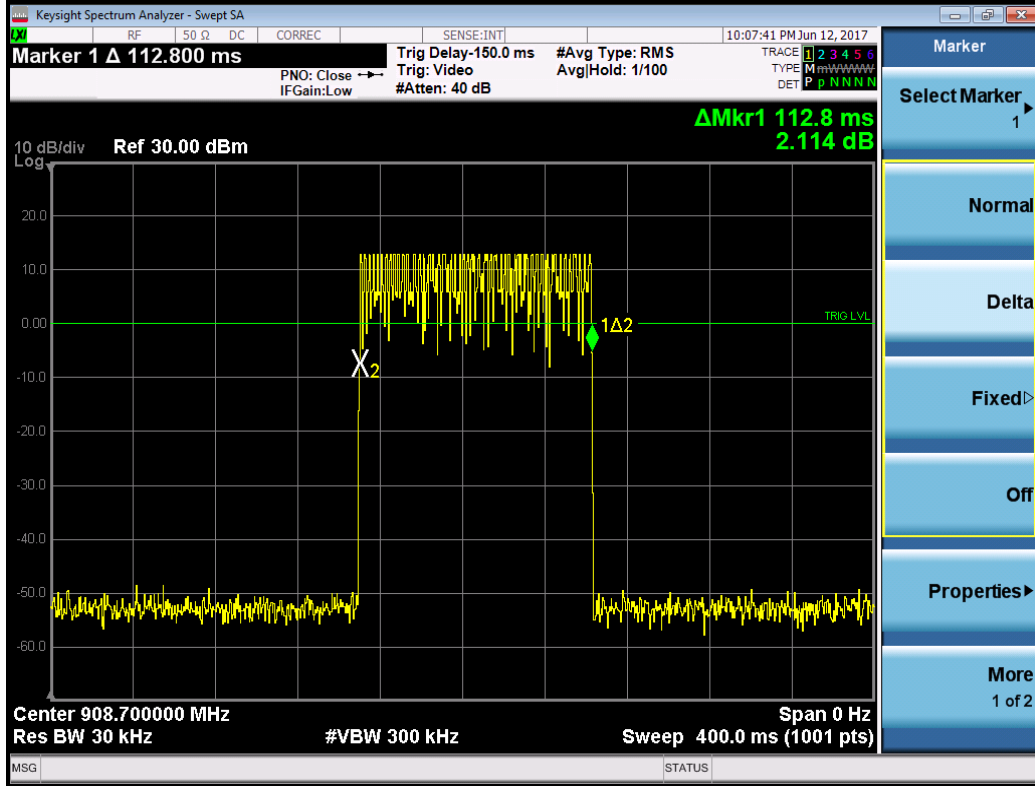 Keysight Spectrum Analyzer - Swept SA
LXI RF 50 Ω DC CORREC SENSE:INT 10:07:41 PM Jun 12, 2017
Marker 1 Δ 112.800 ms
PNO: Close
IFGain:Low
Trig Delay-150.0 ms
Trig: Video
#Atten: 40 dB
#Avg Type: RMS
Avg|Hold: 1/100
TRACE 1 2 3 4 5 6
TYPE M m W W W W
DET P p N N N N
ΔMkr1 112.8 ms
2.114 dB
10 dB/div Ref 30.00 dBm
Log
20.0
10.0
0.00
-10.0
-20.0
-30.0
-40.0
-50.0
-60.0
TRIG LVL
1Δ2
X2
Center 908.700000 MHz Span 0 Hz
Res BW 30 kHz #VBW 300 kHz Sweep 400.0 ms (1001 pts)
MSG STATUS
Marker
Select Marker
1
Normal
Delta
Fixed
Off
Properties
More
1 of 2